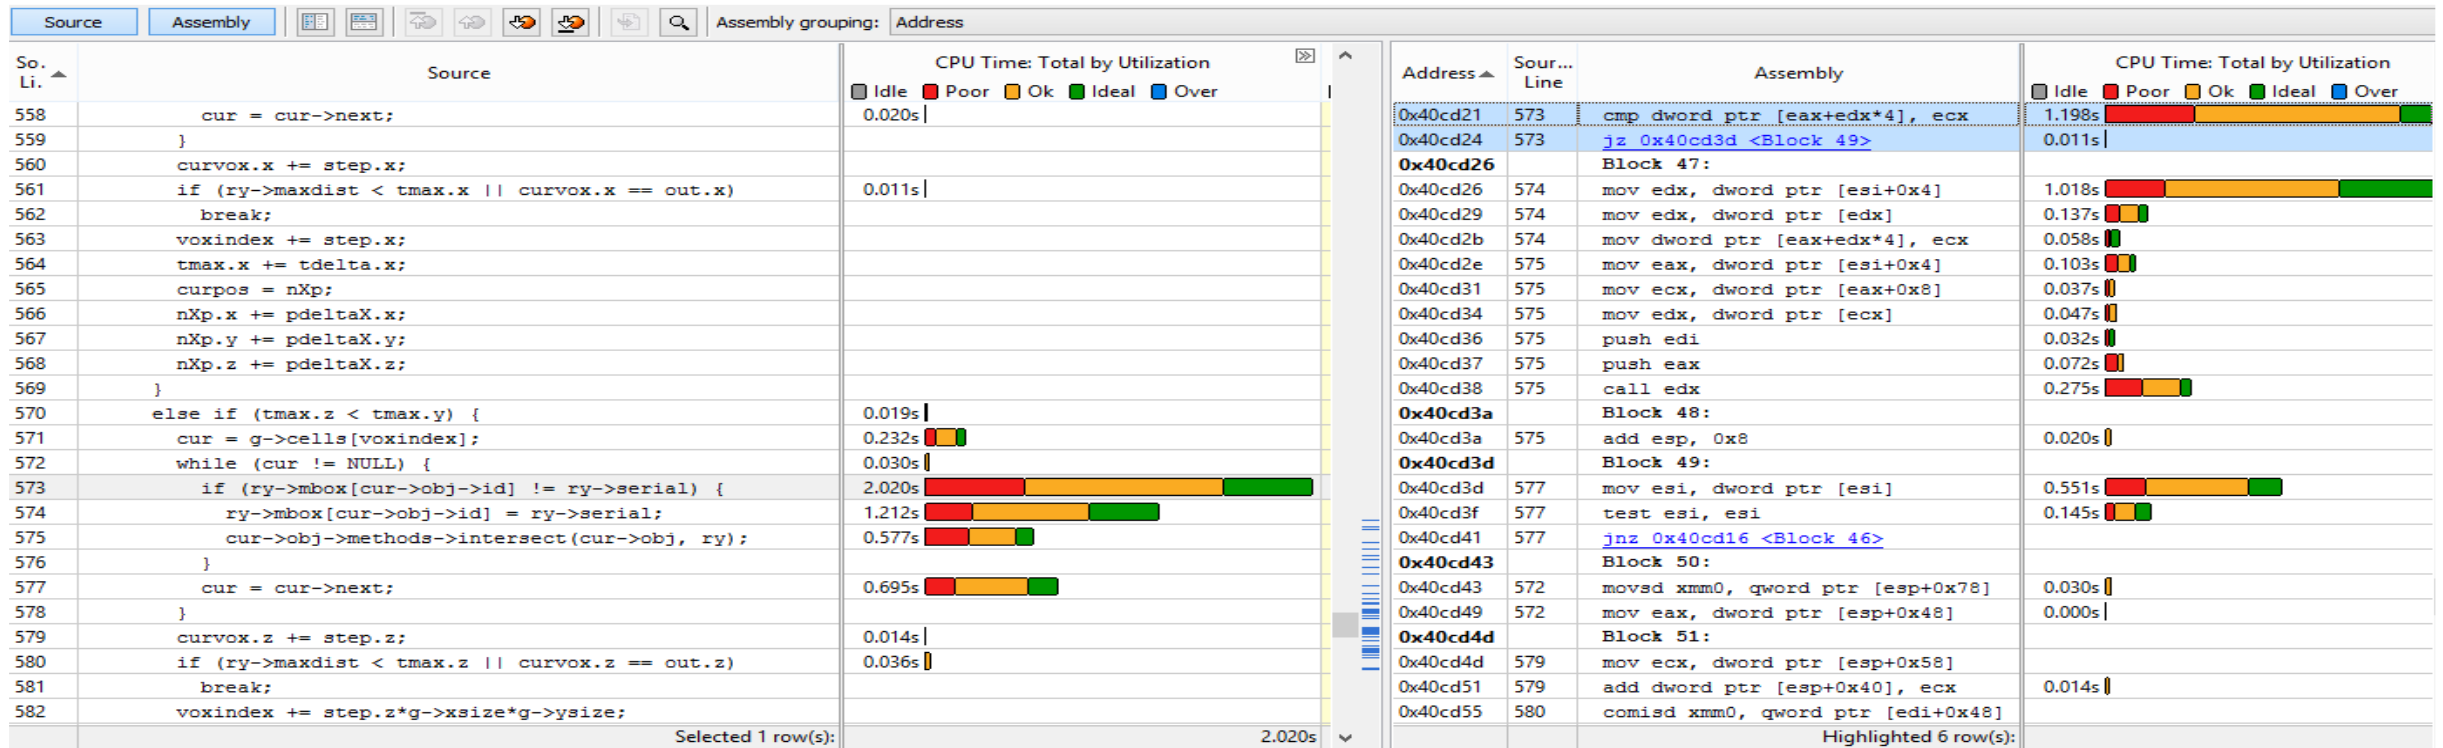 Source Assembly Assembly grouping: Address
So. Li. Source CPU Time: Total by Utilization
Idle Poor Ok Ideal Over
558 cur = cur->next; 0.020s
559 }
560 curvox.x += step.x;
561 if (ry->maxdist < tmax.x || curvox.x == out.x) 0.011s
562 break;
563 voxindex += step.x;
564 tmax.x += tdelta.x;
565 curpos = nXp;
566 nXp.x += pdeltaX.x;
567 nXp.y += pdeltaX.y;
568 nXp.z += pdeltaX.z;
569 }
570 else if (tmax.z < tmax.y) { 0.019s
571 cur = g->cells[voxindex]; 0.232s
572 while (cur != NULL) { 0.030s
573 if (ry->mbox[cur->obj->id] != ry->serial) { 2.020s
574 ry->mbox[cur->obj->id] = ry->serial; 1.212s
575 cur->obj->methods->intersect(cur->obj, ry); 0.577s
576 }
577 cur = cur->next; 0.695s
578 }
579 curvox.z += step.z; 0.014s
580 if (ry->maxdist < tmax.z || curvox.z == out.z) 0.036s
581 break;
582 voxindex += step.z*g->xsize*g->ysize;
Selected 1 row(s): 2.020s
Address Sour... Line Assembly CPU Time: Total by Utilization
Idle Poor Ok Ideal Over
0x40cd21 573 cmp dword ptr [eax+edx*4], ecx 1.198s
0x40cd24 573 jz 0x40cd3d <Block 49> 0.011s
0x40cd26 Block 47:
0x40cd26 574 mov edx, dword ptr [esi+0x4] 1.018s
0x40cd29 574 mov edx, dword ptr [edx] 0.137s
0x40cd2b 574 mov dword ptr [eax+edx*4], ecx 0.058s
0x40cd2e 575 mov eax, dword ptr [esi+0x4] 0.103s
0x40cd31 575 mov ecx, dword ptr [eax+0x8] 0.037s
0x40cd34 575 mov edx, dword ptr [ecx] 0.047s
0x40cd36 575 push edi 0.032s
0x40cd37 575 push eax 0.072s
0x40cd38 575 call edx 0.275s
0x40cd3a Block 48:
0x40cd3a 575 add esp, 0x8 0.020s
0x40cd3d Block 49:
0x40cd3d 577 mov esi, dword ptr [esi] 0.551s
0x40cd3f 577 test esi, esi 0.145s
0x40cd41 577 jnz 0x40cd16 <Block 46>
0x40cd43 Block 50:
0x40cd43 572 movsd xmm0, qword ptr [esp+0x78] 0.030s
0x40cd49 572 mov eax, dword ptr [esp+0x48] 0.000s
0x40cd4d Block 51:
0x40cd4d 579 mov ecx, dword ptr [esp+0x58]
0x40cd51 579 add dword ptr [esp+0x40], ecx 0.014s
0x40cd55 580 comisd xmm0, qword ptr [edi+0x48]
Highlighted 6 row(s):